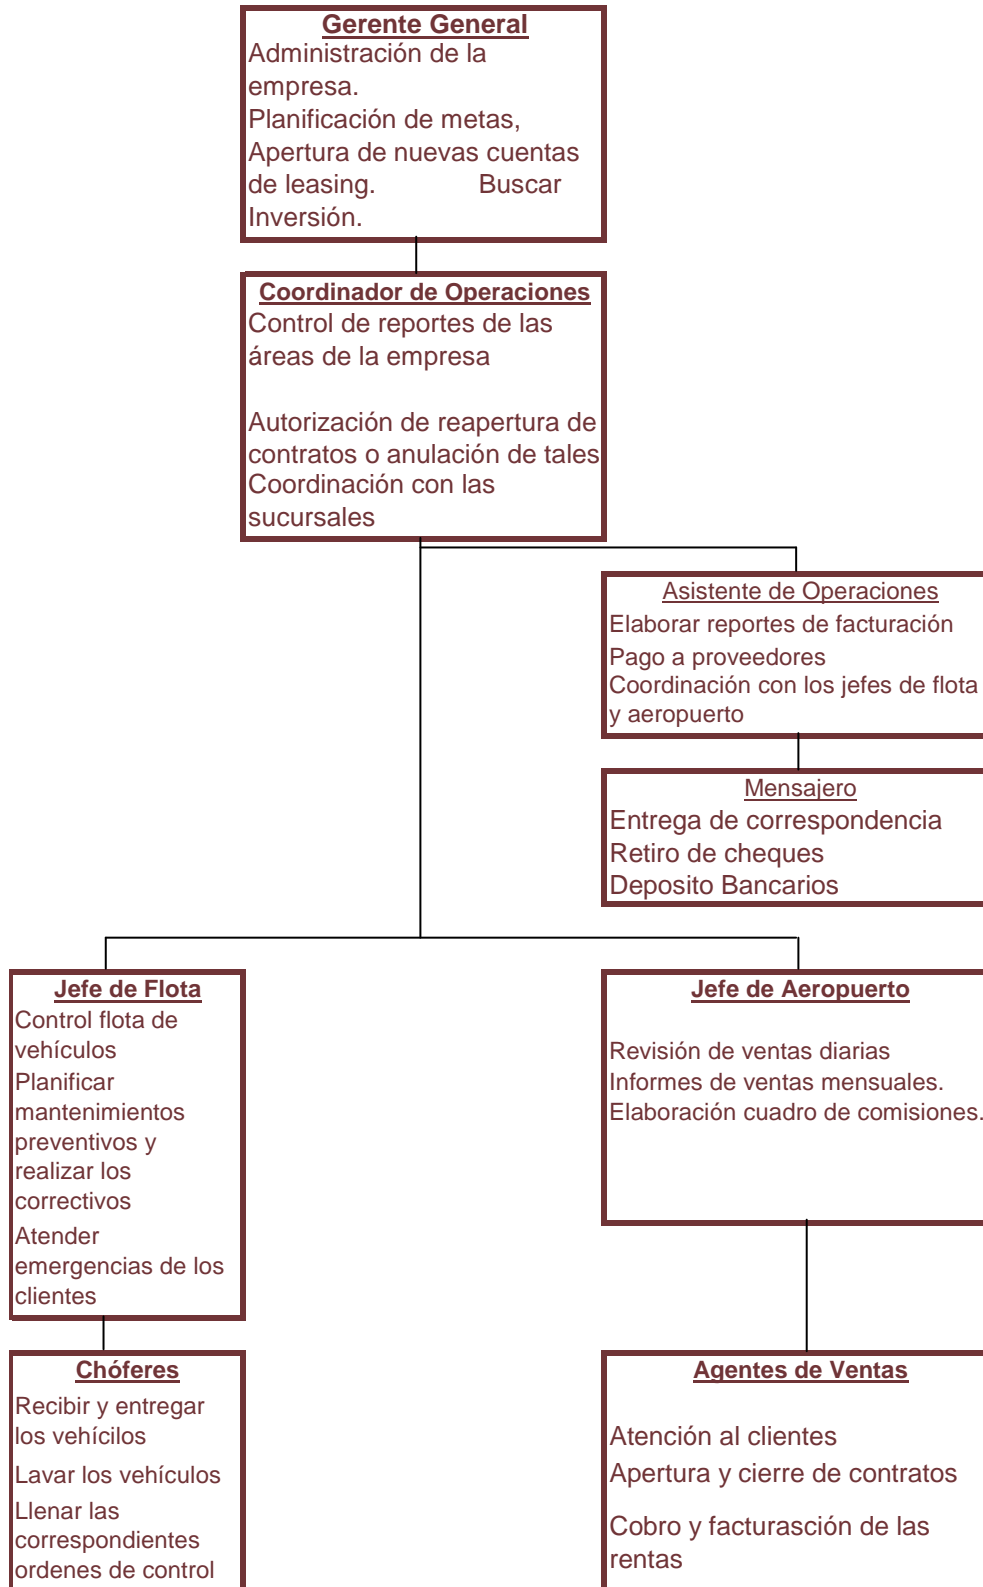 Gerente General
Administración de la
empresa.
Planificación de metas,
Apertura de nuevas cuentas
de leasing. Buscar
Inversión.
Coordinador de Operaciones
Control de reportes de las
áreas de la empresa
Autorización de reapertura de
contratos o anulación de tales
Coordinación con las
sucursales
Asistente de Operaciones
Elaborar reportes de facturación
Pago a proveedores
Coordinación con los jefes de flota
y aeropuerto
Mensajero
Entrega de correspondencia
Retiro de cheques
Deposito Bancarios
Jefe de Flota
Control flota de
vehículos
Planificar
mantenimientos
preventivos y
realizar los
correctivos
Atender
emergencias de los
clientes
Jefe de Aeropuerto
Revisión de ventas diarias
Informes de ventas mensuales.
Elaboración cuadro de comisiones.
Chóferes
Recibir y entregar
los vehícilos
Lavar los vehículos
Llenar las
correspondientes
ordenes de control
Agentes de Ventas
Atención al clientes
Apertura y cierre de contratos
Cobro y facturasción de las
rentas